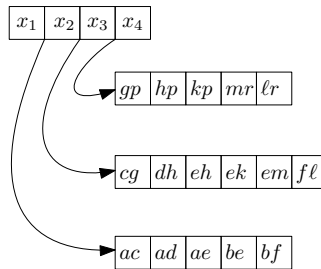 x₁ x₂ x₃ x₄
gp hp kp mr ℓr
cg dh eh ek em fℓ
ac ad ae be bf